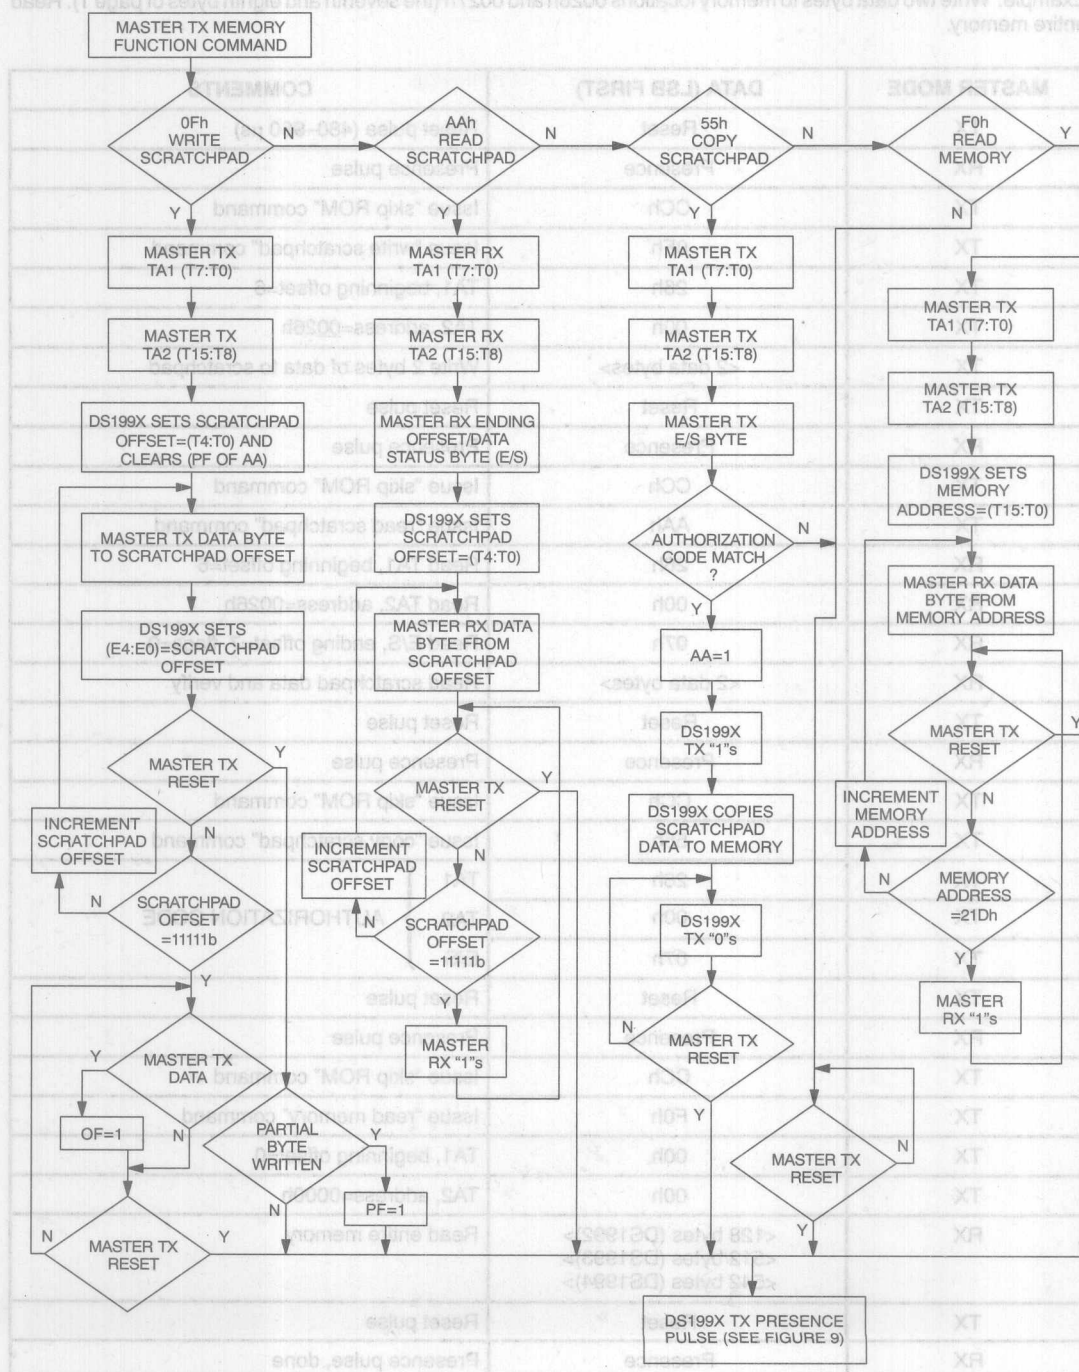 MASTER TX MEMORY
FUNCTION COMMAND
0Fh
WRITE
SCRATCHPAD
N
Y
AAh
READ
SCRATCHPAD
N
Y
55h
COPY
SCRATCHPAD
N
Y
F0h
READ
MEMORY
Y
N
MASTER TX
TA1 (T7:T0)
MASTER TX
TA2 (T15:T8)
DS199X SETS SCRATCHPAD
OFFSET=(T4:T0) AND
CLEARS (PF OF AA)
MASTER TX DATA BYTE
TO SCRATCHPAD OFFSET
DS199X SETS
(E4:E0)=SCRATCHPAD
OFFSET
MASTER TX
RESET
Y
N
INCREMENT
SCRATCHPAD
OFFSET
N
SCRATCHPAD
OFFSET
=11111b
Y
MASTER TX
DATA
Y
N
OF=1
MASTER TX
RESET
N
Y
PARTIAL
BYTE
WRITTEN
Y
N
PF=1
MASTER RX
TA1 (T7:T0)
MASTER RX
TA2 (T15:T8)
MASTER RX ENDING
OFFSET/DATA
STATUS BYTE (E/S)
DS199X SETS
SCRATCHPAD
OFFSET=(T4:T0)
MASTER RX DATA
BYTE FROM
SCRATCHPAD
OFFSET
MASTER TX
RESET
Y
N
INCREMENT
SCRATCHPAD
OFFSET
N
SCRATCHPAD
OFFSET
=11111b
Y
MASTER
RX "1"s
MASTER TX
TA1 (T7:T0)
MASTER TX
TA2 (T15:T8)
MASTER TX
E/S BYTE
AUTHORIZATION
CODE MATCH
?
N
Y
AA=1
DS199X
TX "1"s
DS199X COPIES
SCRATCHPAD
DATA TO MEMORY
DS199X
TX "0"s
N
MASTER TX
RESET
Y
MASTER TX
RESET
N
Y
MASTER TX
TA1 (T7:T0)
MASTER TX
TA2 (T15:T8)
DS199X SETS
MEMORY
ADDRESS=(T15:T0)
MASTER RX DATA
BYTE FROM
MEMORY ADDRESS
MASTER TX
RESET
Y
N
INCREMENT
MEMORY
ADDRESS
N
MEMORY
ADDRESS
=21Dh
Y
MASTER
RX "1"s
DS199X TX PRESENCE
PULSE (SEE FIGURE 9)